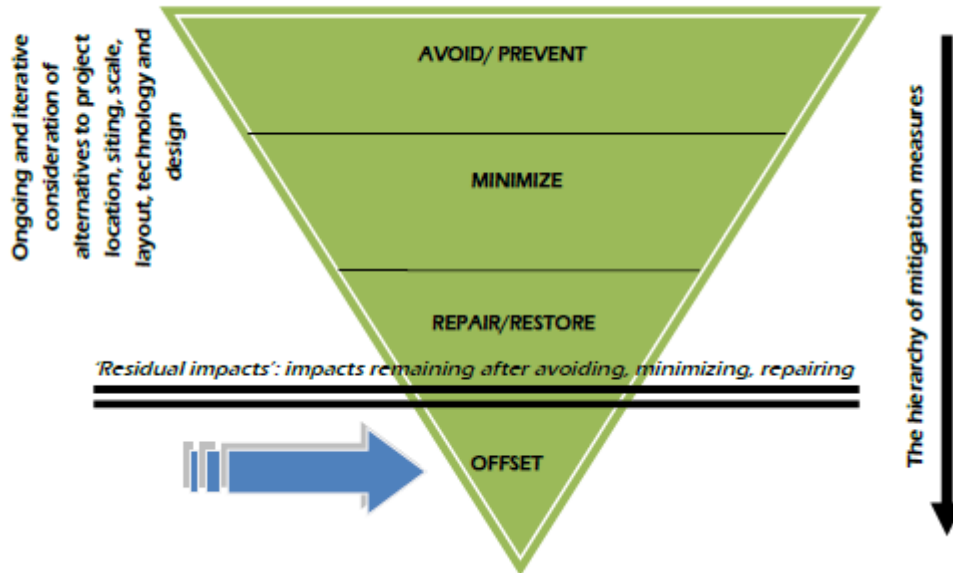 Ongoing and iterative
consideration of
alternatives to project
location, siting, scale,
layout, technology and
design
AVOID/ PREVENT
MINIMIZE
REPAIR/RESTORE
'Residual impacts': impacts remaining after avoiding, minimizing, repairing
OFFSET
The hierarchy of mitigation measures